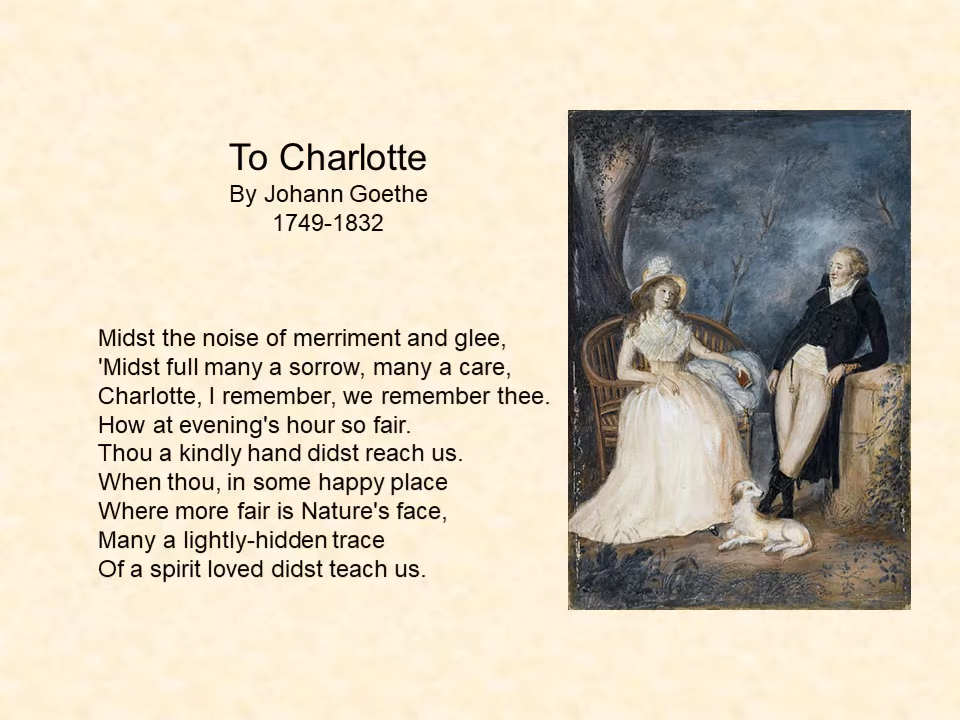 To Charlotte
By Johann Goethe
1749-1832
Midst the noise of merriment and glee,
'Midst full many a sorrow, many a care,
Charlotte, I remember, we remember thee.
How at evening's hour so fair.
Thou a kindly hand didst reach us.
When thou, in some happy place
Where more fair is Nature's face,
Many a lightly-hidden trace
Of a spirit loved didst teach us.